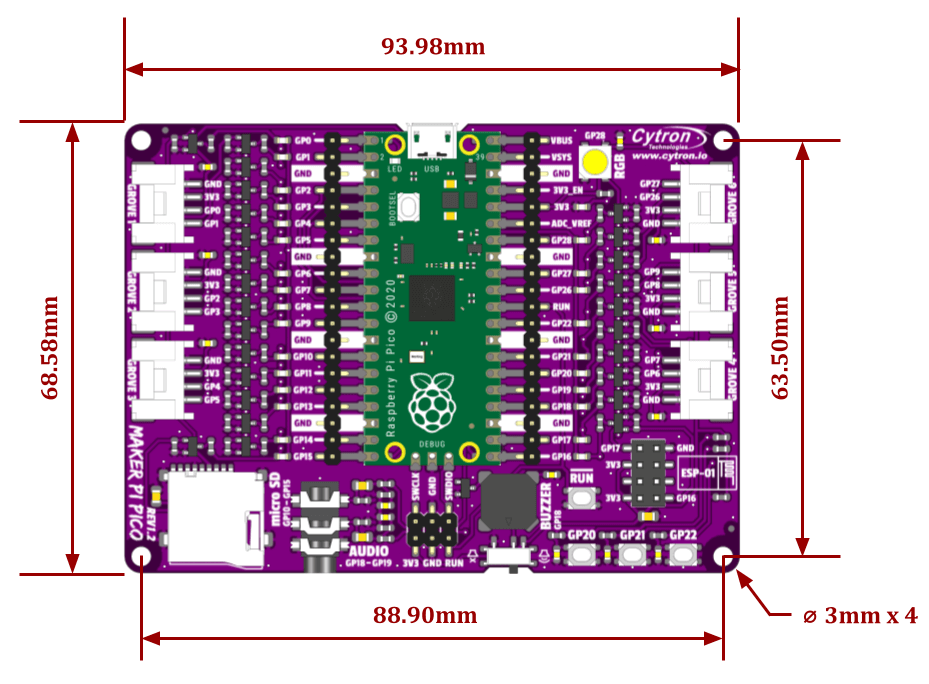 93.98mm
68.58mm
63.50mm
88.90mm
⌀ 3mm x 4
GP0
GP1
GND
GP2
GP3
GP4
GP5
GND
GP6
GP7
GP8
GP9
GND
GP10
GP11
GP12
GP13
GND
GP14
GP15
VBUS
VSYS
GND
3V3_EN
3V3
ADC_VREF
GP28
GND
GP27
GP26
RUN
GP22
GND
GP21
GP20
GP19
GP18
GND
GP17
GP16
1
2
39
LED
USB
BOOTSEL
Raspberry Pi Pico ©2020
DEBUG
SWCLK
GND
SWDIO
3V3 GND RUN
GP28
RGB
Cytron
Technologies
www.cytron.io
GROVE 1
GND
3V3
GP0
GP1
GROVE 2
GND
3V3
GP2
GP3
GROVE 3
GND
3V3
GP4
GP5
GROVE 6
GP27
GP26
3V3
GND
GROVE 5
GP9
GP8
3V3
GND
GROVE 4
GP7
GP6
3V3
GND
MAKER PI PICO
REV1.2
micro SD
GP10-GP15
AUDIO
GP18-GP19
BUZZER
GP18
RUN
GP20
GP21
GP22
GP17
GND
3V3
3V3
GP16
ESP-01